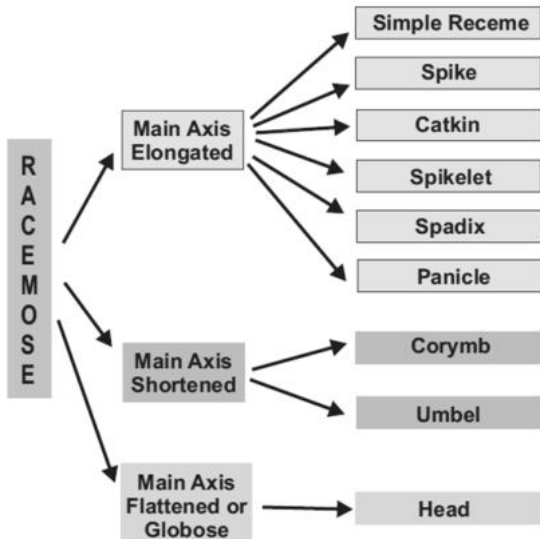 RACEMOSE
Main Axis
Elongated
Simple Receme
Spike
Catkin
Spikelet
Spadix
Panicle
Main Axis
Shortened
Corymb
Umbel
Main Axis
Flattened or
Globose
Head